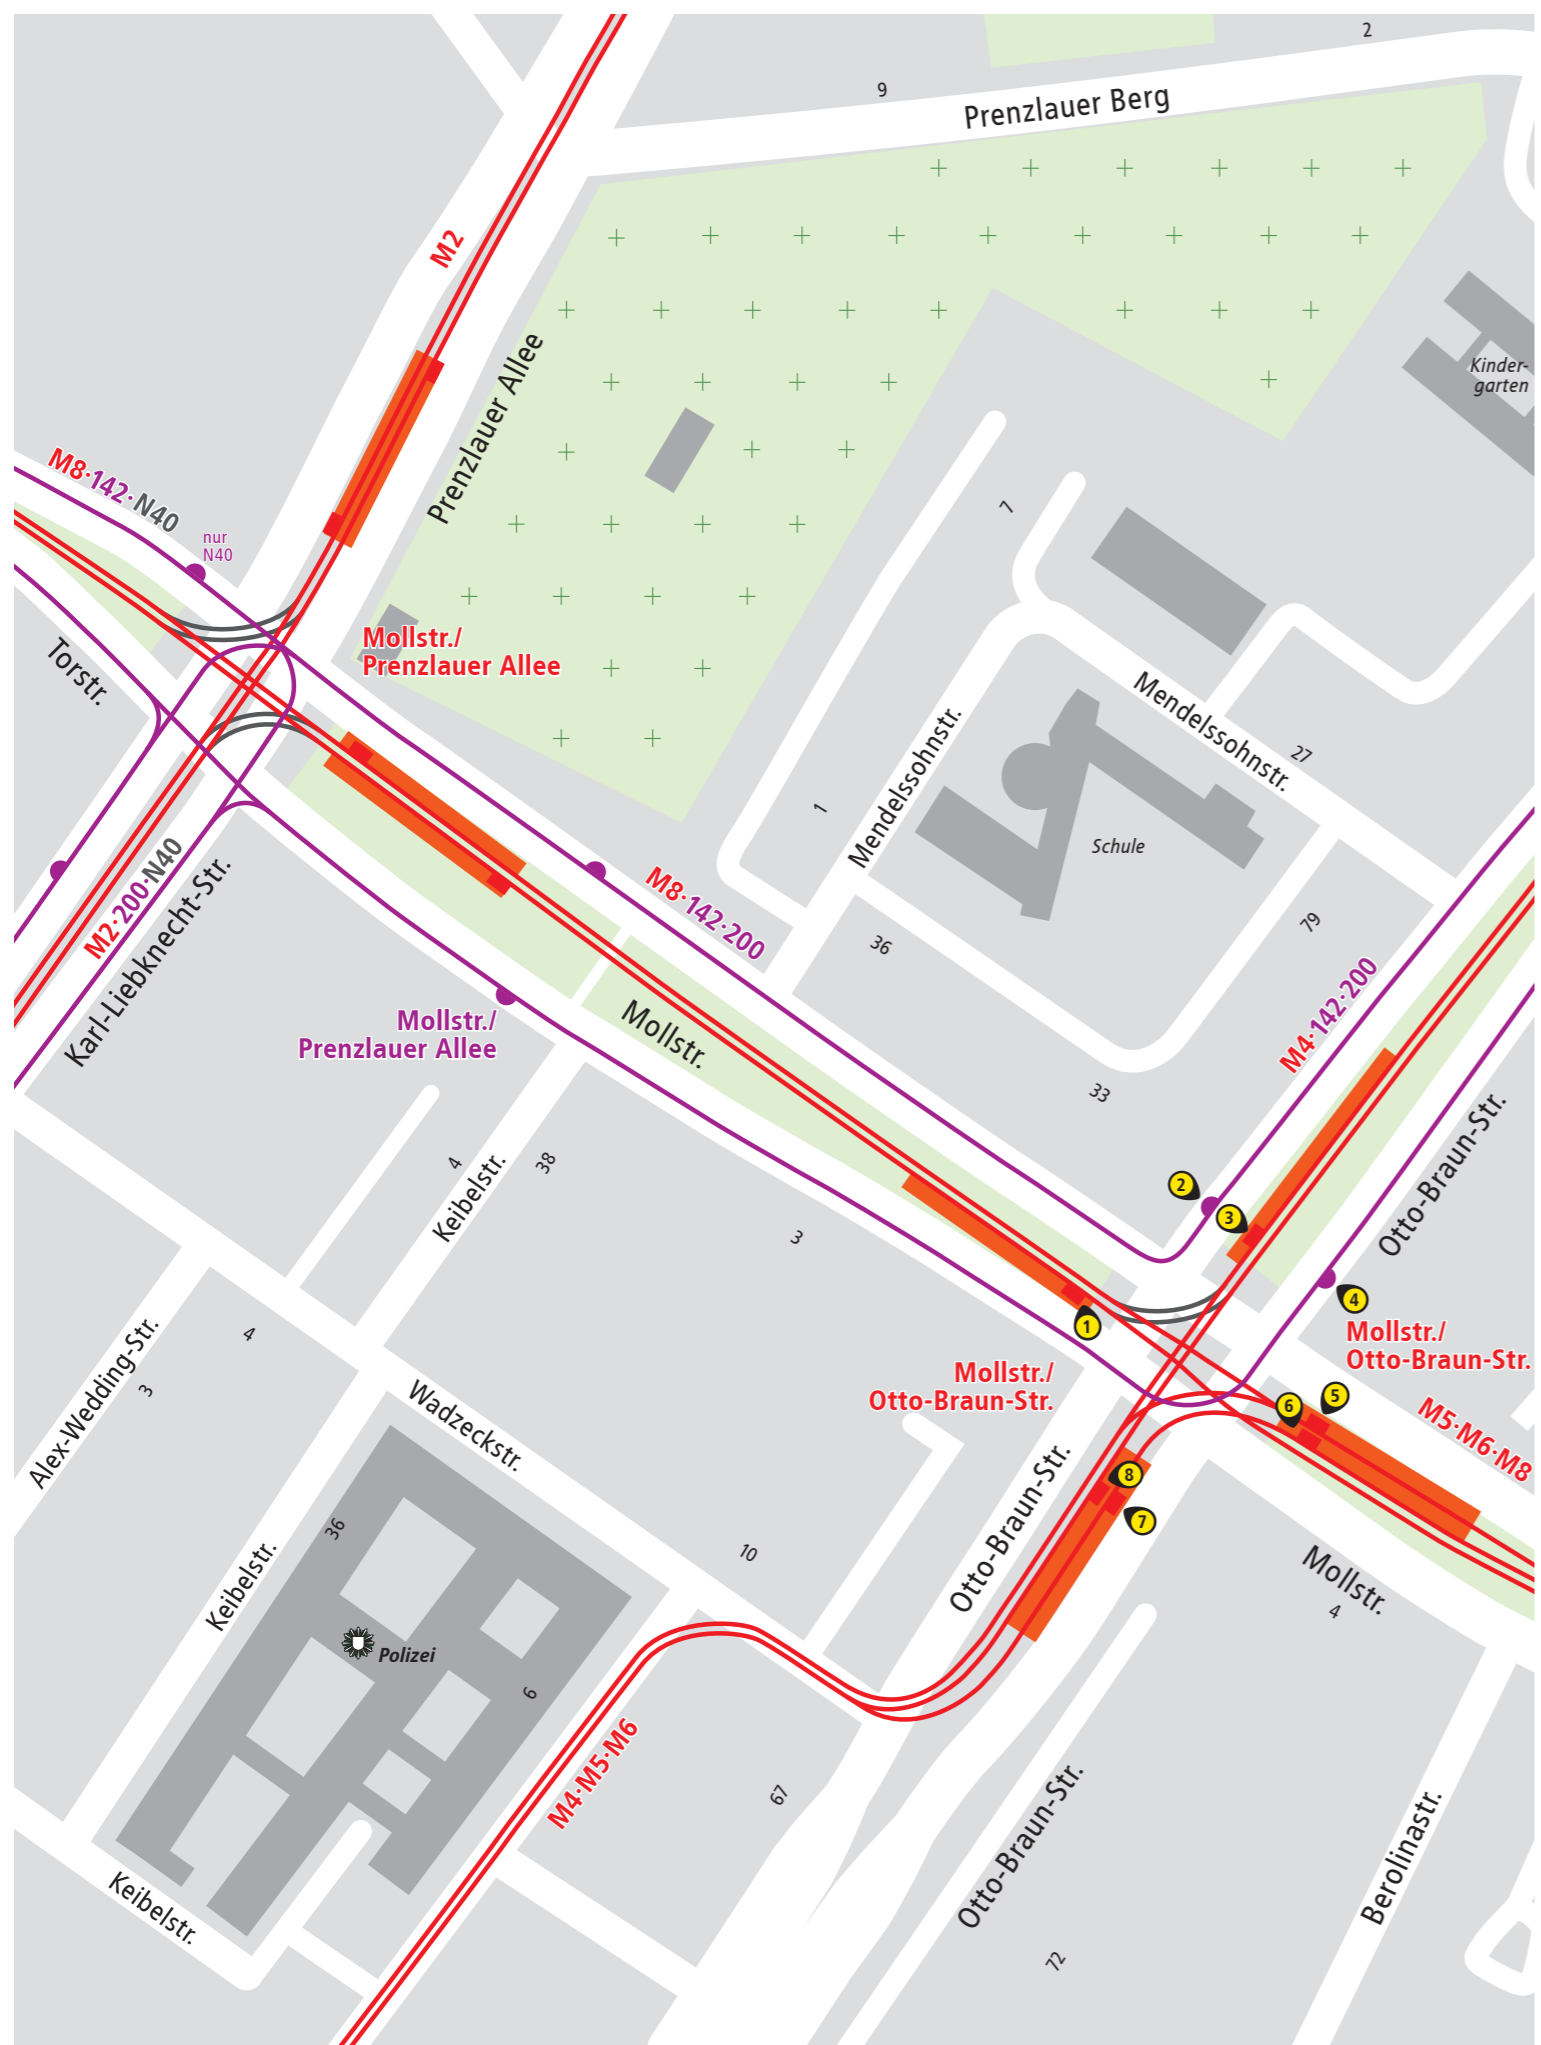 2
9
Prenzlauer Berg
M2
Kinder-
garten
Prenzlauer Allee
M8·142·N40
nur
N40
7
Mollstr./
Prenzlauer Allee
Torstr.
Mendelssohnstr.
Mendelssohnstr.
27
1
Schule
M2·200·N40
Karl-Liebknecht-Str.
M8·142·200
36
79
M4·142·200
Mollstr./
Prenzlauer Allee
Mollstr.
33
Otto-Braun-Str.
4
Keibelstr.
38
2
3
3
4
1
Mollstr./
Otto-Braun-Str.
Mollstr./
Otto-Braun-Str.
Alex-Wedding-Str.
3
4
Wadzeckstr.
6
5
M5·M6·M8
8
7
Otto-Braun-Str.
36
Keibelstr.
10
Mollstr.
4
Polizei
6
M4·M5·M6
67
Otto-Braun-Str.
Berolinastr.
Keibelstr.
72